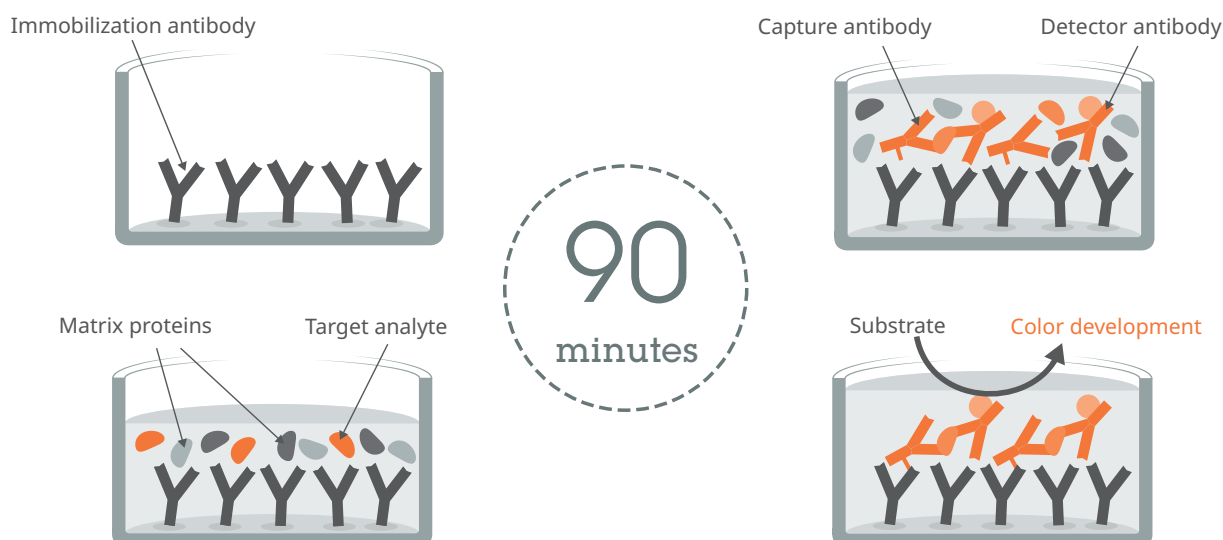 Immobilization antibody
Capture antibody
Detector antibody
90
minutes
Matrix proteins
Target analyte
Substrate
Color development